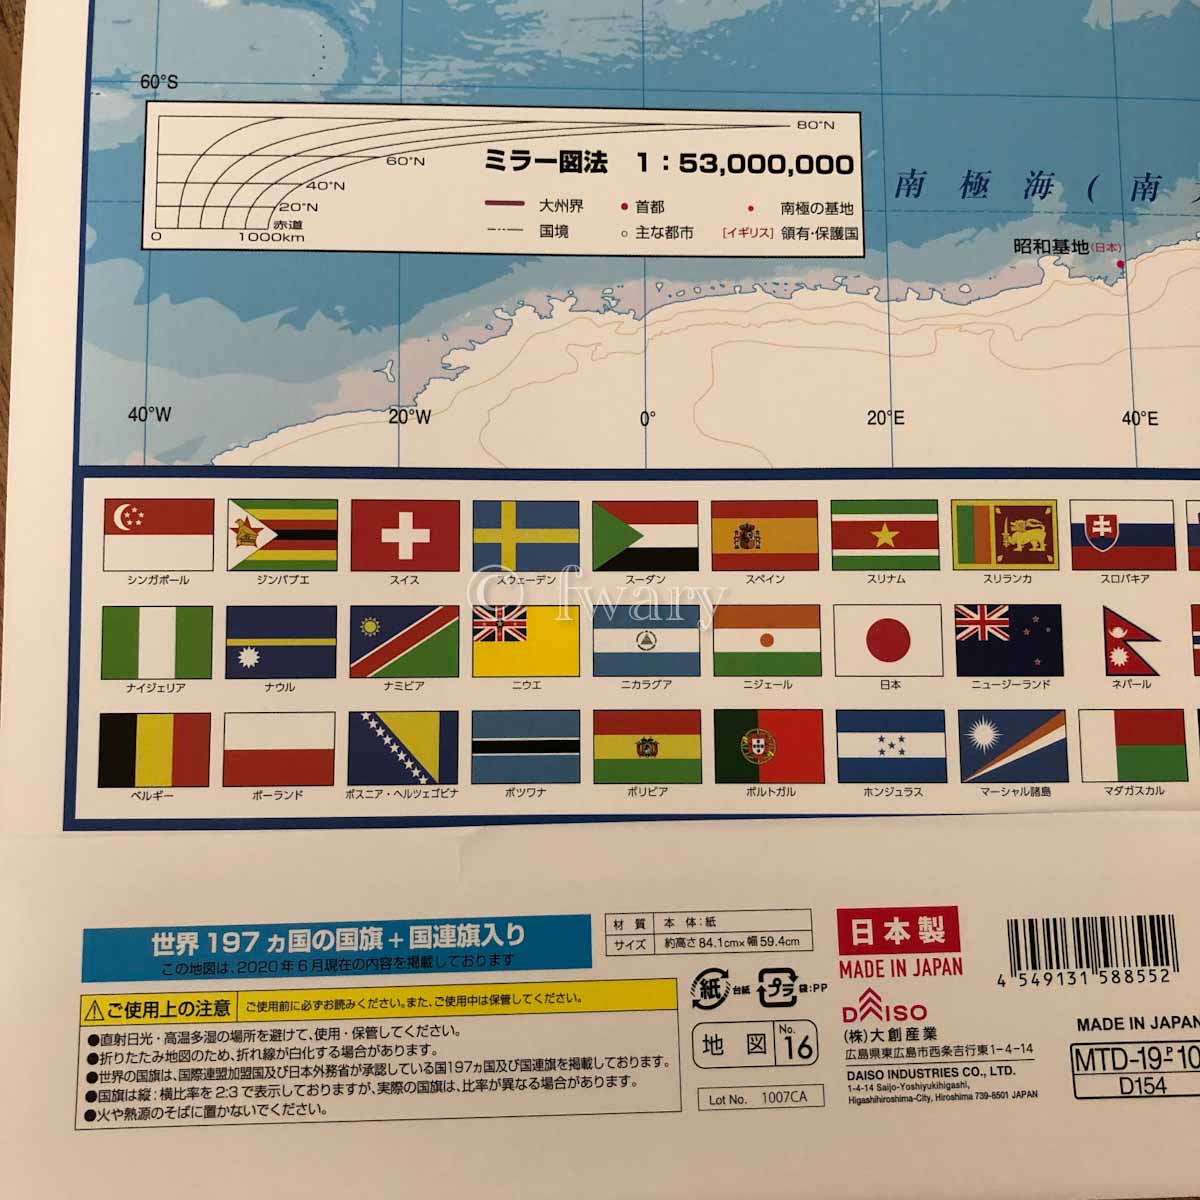 60°S
80°N
60°N
40°N
20°N
赤道
0
1000km
ミラー図法 1：53,000,000
大州界
首都
南極の基地
国境
主な都市
[イギリス] 領有・保護国
南極海(南
昭和基地(日本)
40°W
20°W
0°
20°E
40°E
シンガポール
ジンバブエ
スイス
スウェーデン
スーダン
スペイン
スリナム
スリランカ
スロバキア
© fwary
ナイジェリア
ナウル
ナミビア
ニウエ
ニカラグア
ニジェール
日本
ニュージーランド
ネパール
ベルギー
ポーランド
ボスニア・ヘルツェゴビナ
ボツワナ
ボリビア
ポルトガル
ホンジュラス
マーシャル諸島
マダガスカル
世界197ヵ国の国旗+国連旗入り
この地図は、2020年6月現在の内容を掲載しております
材質 本体:紙
サイズ 約高さ84.1cm×幅59.4cm
紙 台紙
プラ 袋:PP
地図 No. 16
Lot No. 1007CA
日本製
MADE IN JAPAN
DAISO
(株)大創産業
広島県東広島市西条吉行東1-4-14
DAISO INDUSTRIES CO., LTD.
1-4-14 Saijo-Yoshiyukihigashi,
Higashihiroshima-City, Hiroshima 739-8501 JAPAN
4 549131 588552
MADE IN JAPAN
MTD-19-P-10
D154
ご使用上の注意 ご使用前に必ずお読みください。また、ご使用中は保管してください。
●直射日光・高温多湿の場所を避けて、使用・保管してください。
●折りたたみ地図のため、折れ線が白化する場合があります。
●世界の国旗は、国際連盟加盟国及び日本外務省が承認している国197ヵ国及び国連旗を掲載しております。
●国旗は縦:横比率を2:3で表示しておりますが、実際の国旗は、比率が異なる場合があります。
●火や熱源のそばに置かないでください。